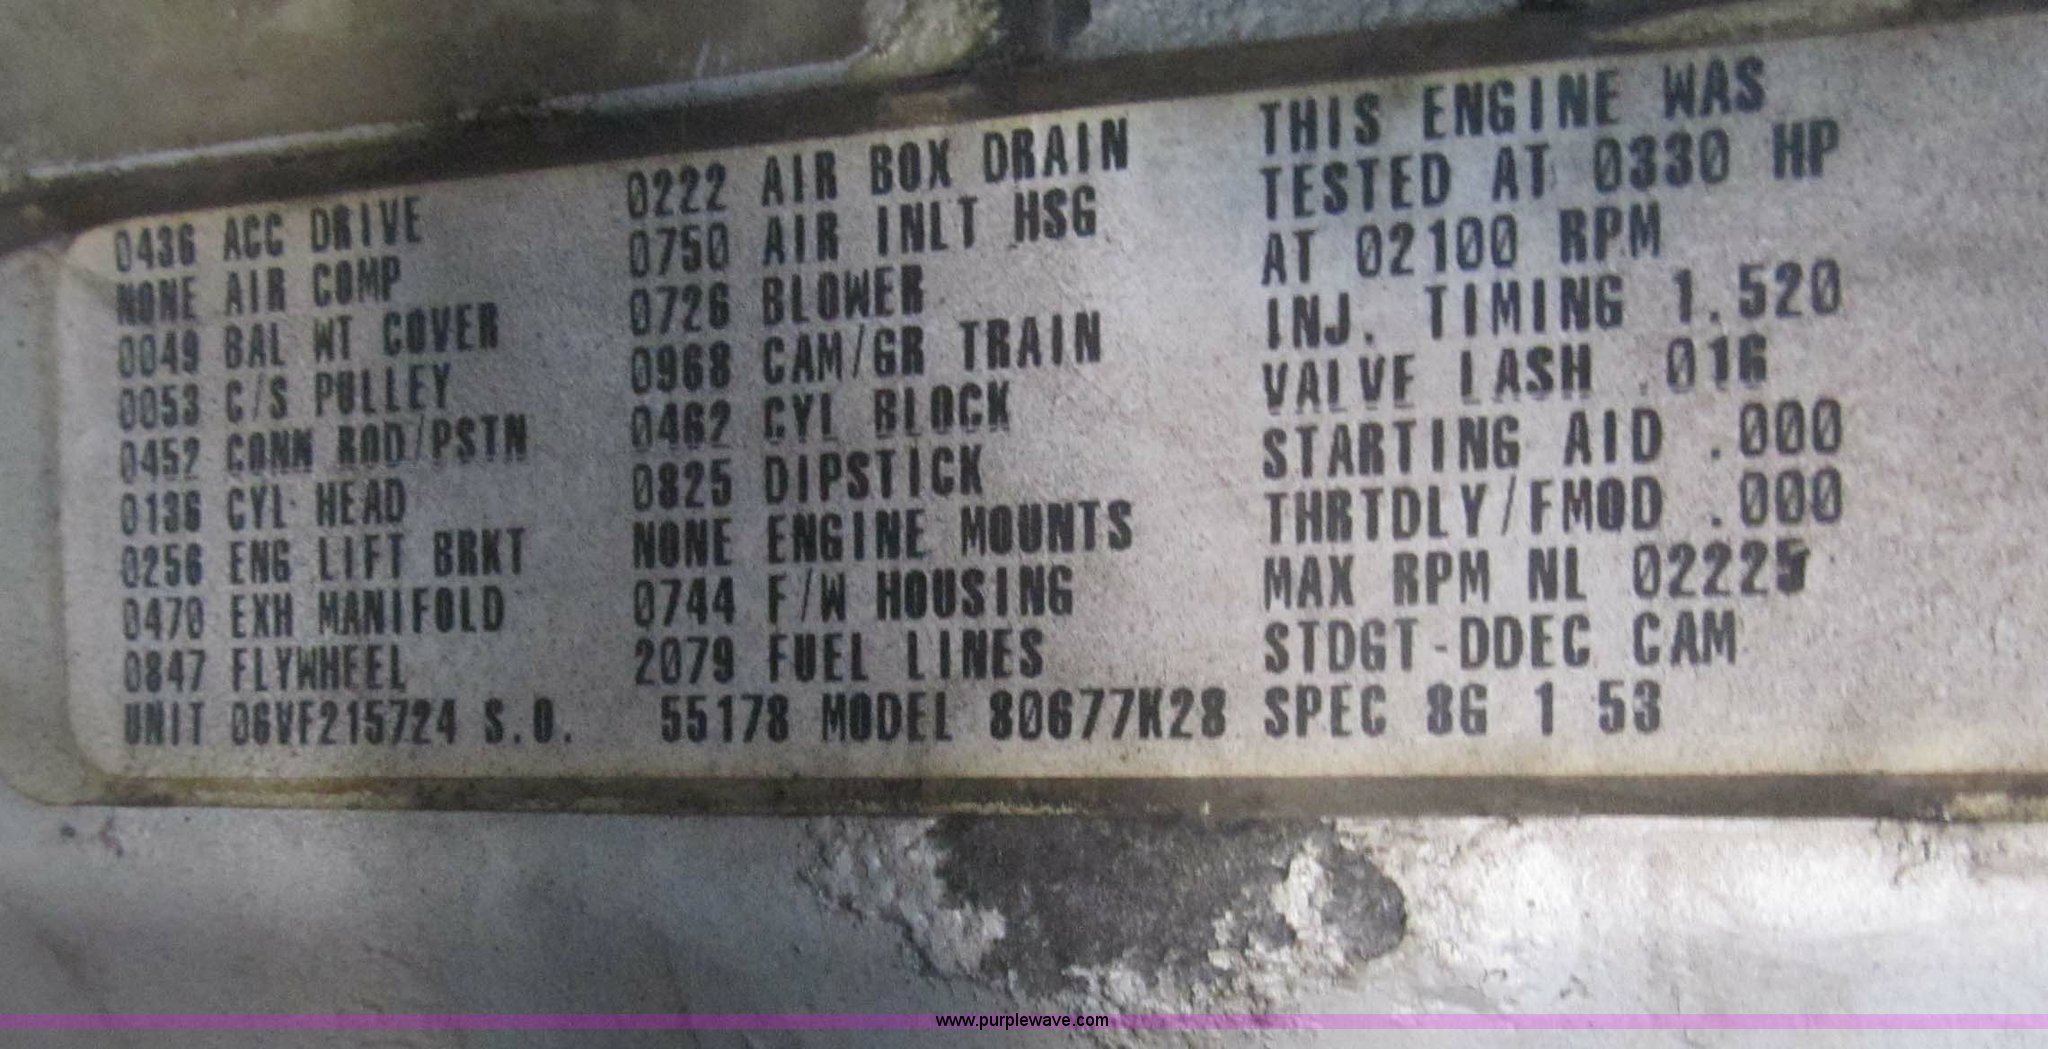 0436 ACC DRIVE
NONE AIR COMP
0049 BAL WT COVER
0053 C/S PULLEY
0452 CONN ROD/PSTN
0136 CYL HEAD
0256 ENG LIFT BRKT
0470 EXH MANIFOLD
0847 FLYWHEEL
0222 AIR BOX DRAIN
0750 AIR INLT HSG
0726 BLOWER
0968 CAM/GR TRAIN
0462 CYL BLOCK
0825 DIPSTICK
NONE ENGINE MOUNTS
0744 F/W HOUSING
2079 FUEL LINES
THIS ENGINE WAS
TESTED AT 0330 HP
AT 02100 RPM
INJ. TIMING 1.520
VALVE LASH .016
STARTING AID .000
THRTDLY/FMOD .000
MAX RPM NL 02225
STDGT-DDEC CAM
UNIT 06VF215724 S.O. 55178 MODEL 80677K28 SPEC 8G 1 53
www.purplewave.com